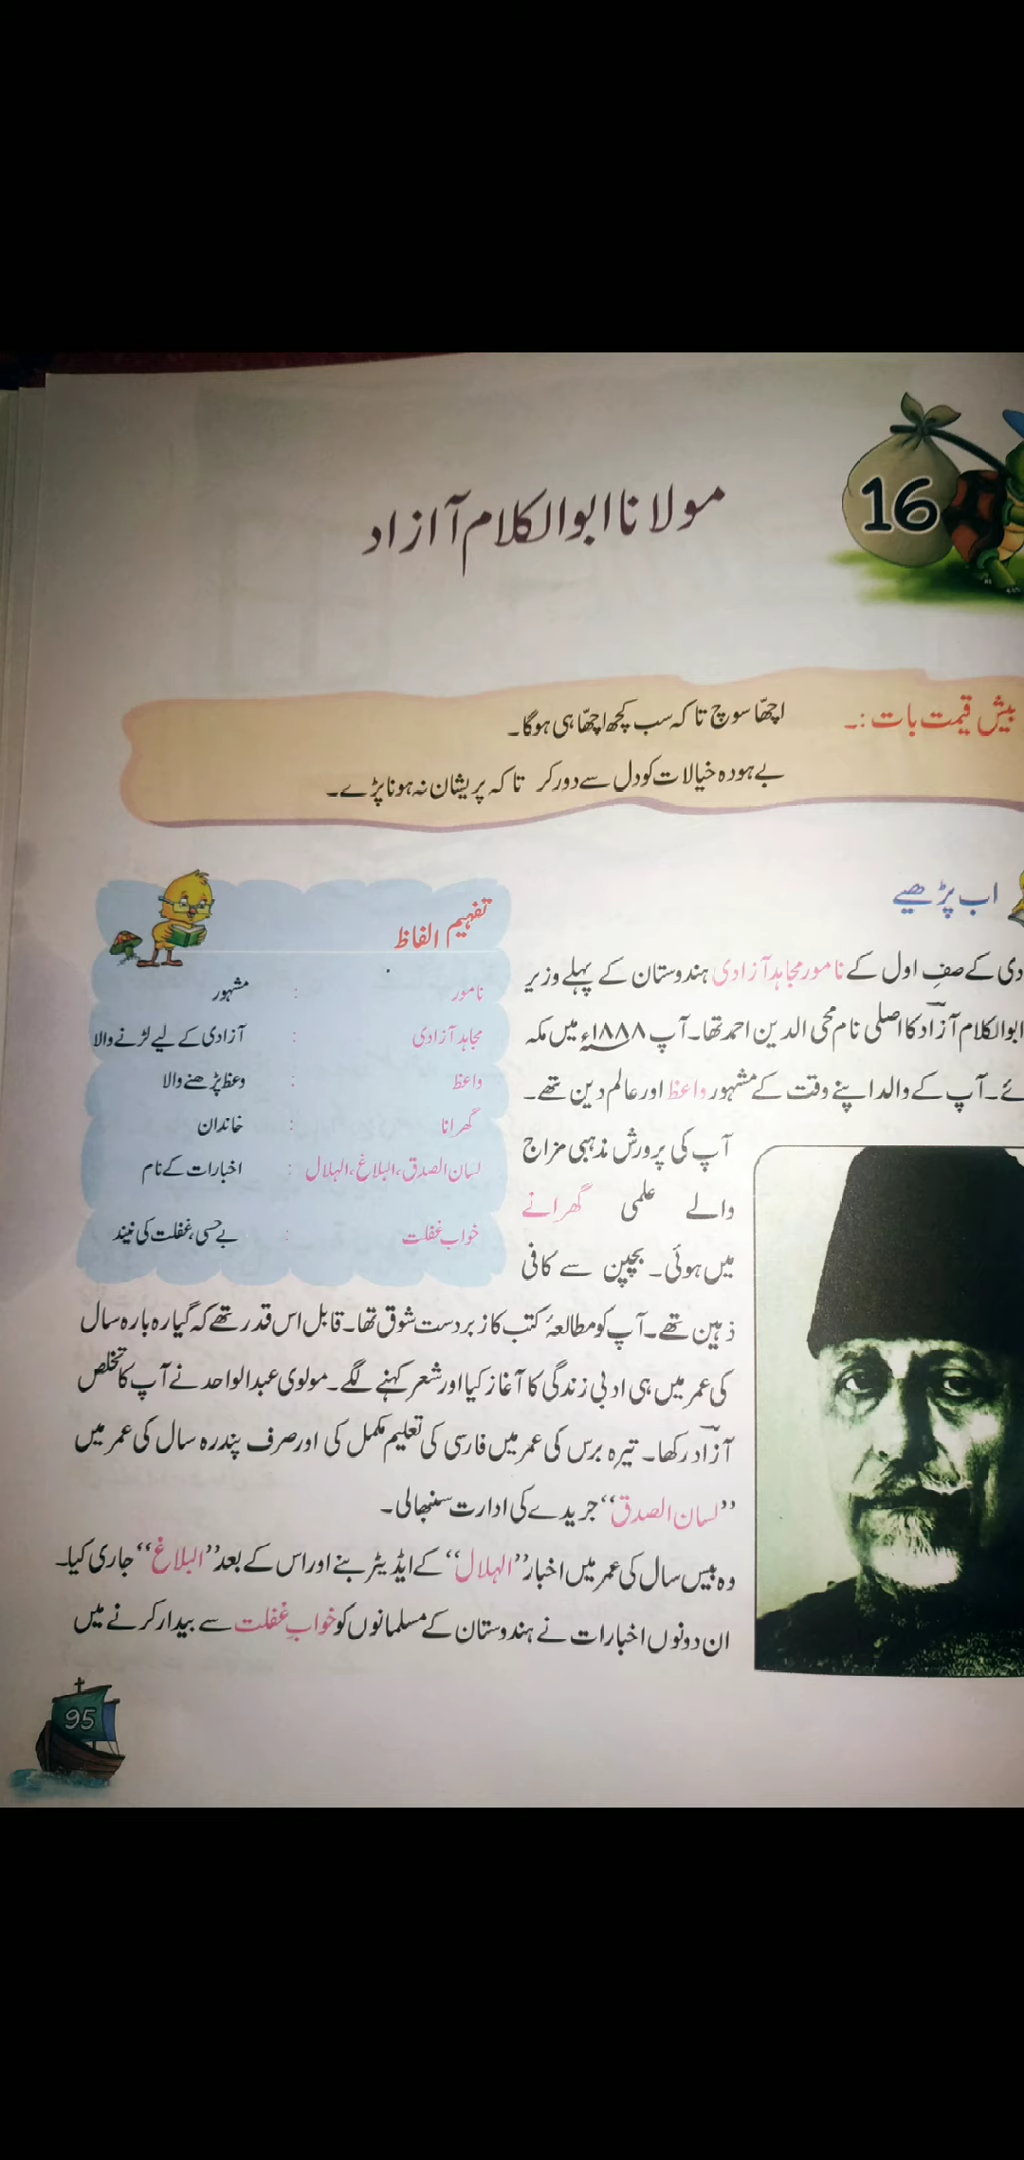 16
مولانا ابوالکلام آزاد
بیش قیمت بات :۔
اچھّا سوچ تا کہ سب کچھ اچھّا ہی ہوگا۔
بے ہودہ خیالات کو دل سے دور کر تا کہ پریشان نہ ہونا پڑے۔
اب پڑھیے
دی کے صفِ اول کے نامور مجاہد آزادی ہندوستان کے پہلے وزیر
ابوالکلام آزاد کا اصلی نام محی الدین احمد تھا۔ آپ ۱۸۸۸ء میں مکہ
ئے۔ آپ کے والد اپنے وقت کے مشہور واعظ اور عالم دین تھے۔
آپ کی پرورش مذہبی مزاج
والے علمی گھرانے
میں ہوئی۔ بچپن سے کافی
ذہین تھے۔ آپ کو مطالعۂ کتب کا زبردست شوق تھا۔ قابل اس قدر تھے کہ گیارہ بارہ سال
کی عمر میں ہی ادبی زندگی کا آغاز کیا اور شعر کہنے لگے۔ مولوی عبدالواحد نے آپ کا تخلص
آزاد رکھا۔ تیرہ برس کی عمر میں فارسی کی تعلیم مکمل کی اور صرف پندرہ سال کی عمر میں
”لسان الصدق“ جریدے کی ادارت سنبھالی۔
وہ بیس سال کی عمر میں اخبار ”الہلال“ کے ایڈیٹر بنے اور اس کے بعد ”البلاغ“ جاری کیا۔
ان دونوں اخبارات نے ہندوستان کے مسلمانوں کو خوابِ غفلت سے بیدار کرنے میں
تفہیم الفاظ
نامور : مشہور
مجاہد آزادی : آزادی کے لیے لڑنے والا
واعظ : وعظ پڑھنے والا
گھرانا : خاندان
لسان الصدق، البلاغ، الہلال : اخبارات کے نام
خواب غفلت : بے حسی، غفلت کی نیند
95